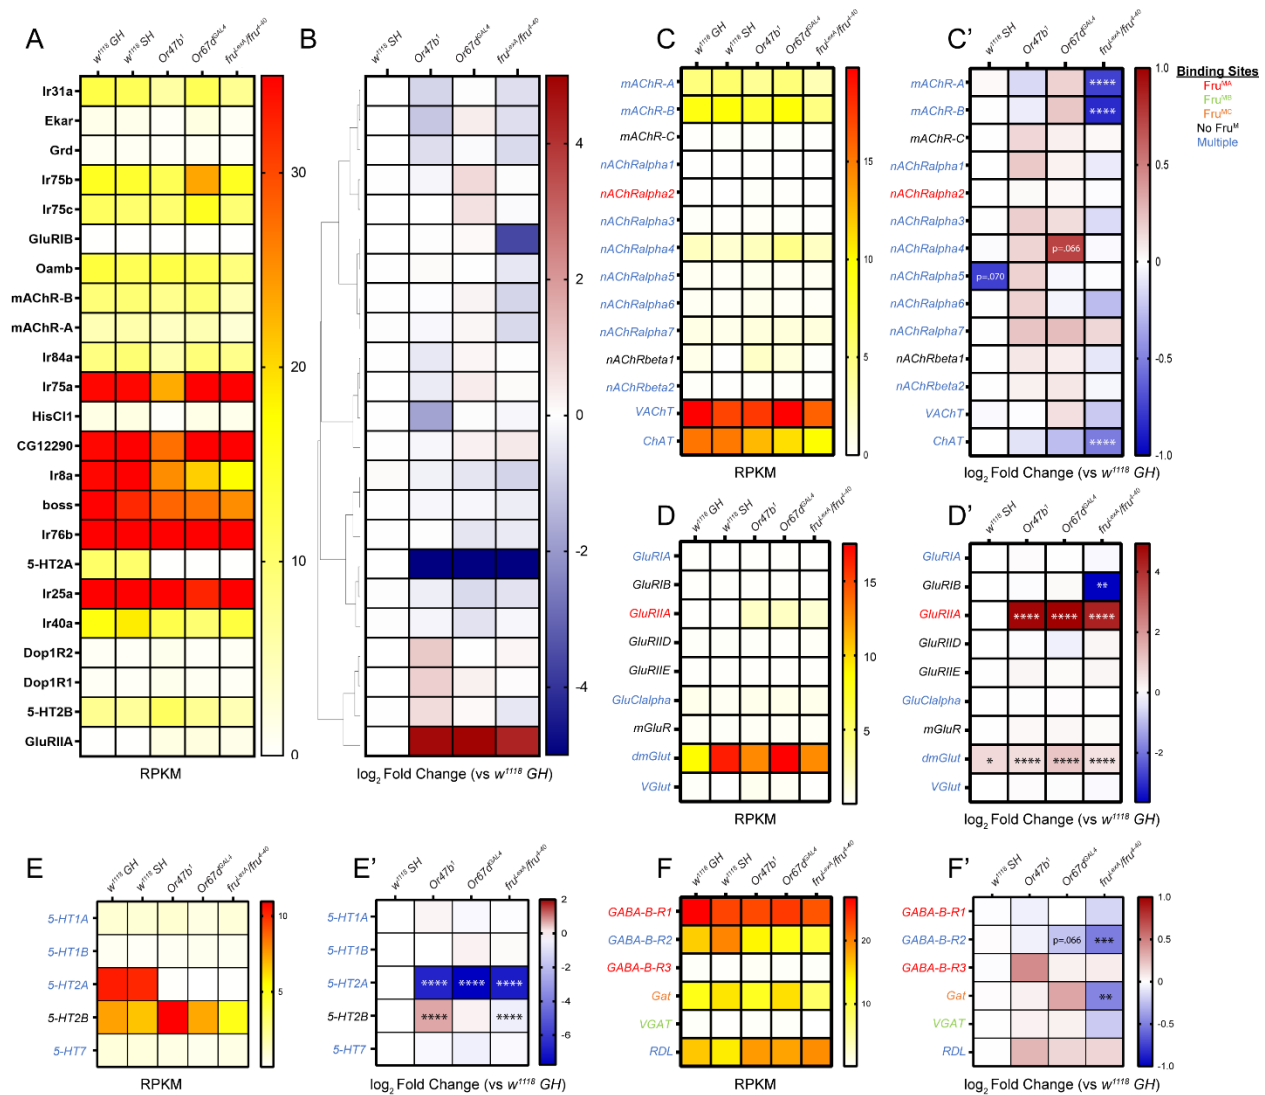 A
w¹¹¹⁸ GH
w¹¹¹⁸ SH
Or47b¹
Or67dᴳᴬᴸ⁴
fruᴸᵉˣᴬ/fru⁴⁻⁴⁰
Ir31a
Ekar
Grd
Ir75b
Ir75c
GluRIB
Oamb
mAChR-B
mAChR-A
Ir84a
Ir75a
HisCl1
CG12290
Ir8a
boss
Ir76b
5-HT2A
Ir25a
Ir40a
Dop1R2
Dop1R1
5-HT2B
GluRIIA
30
20
10
0
RPKM
B
w¹¹¹⁸ SH
Or47b¹
Or67dᴳᴬᴸ⁴
fruᴸᵉˣᴬ/fru⁴⁻⁴⁰
4
2
0
-2
-4
log₂ Fold Change (vs w¹¹¹⁸ GH)
C
w¹¹¹⁸ GH
w¹¹¹⁸ SH
Or47b¹
Or67dᴳᴬᴸ⁴
fruᴸᵉˣᴬ/fru⁴⁻⁴⁰
mAChR-A
mAChR-B
mAChR-C
nAChRalpha1
nAChRalpha2
nAChRalpha3
nAChRalpha4
nAChRalpha5
nAChRalpha6
nAChRalpha7
nAChRbeta1
nAChRbeta2
VAChT
ChAT
15
10
5
0
RPKM
C'
w¹¹¹⁸ SH
Or47b¹
Or67dᴳᴬᴸ⁴
fruᴸᵉˣᴬ/fru⁴⁻⁴⁰
mAChR-A ****
mAChR-B ****
mAChR-C
nAChRalpha1
nAChRalpha2
nAChRalpha3
nAChRalpha4 p=.066
nAChRalpha5 p=.070
nAChRalpha6
nAChRalpha7
nAChRbeta1
nAChRbeta2
VAChT
ChAT ****
1.0
0.5
0
-0.5
-1.0
log₂ Fold Change (vs w¹¹¹⁸ GH)
Binding Sites
Fruᴹᴬ
Fruᴹᴮ
Fruᴹᶜ
No Fruᴹ
Multiple
D
w¹¹¹⁸ GH
w¹¹¹⁸ SH
Or47b¹
Or67dᴳᴬᴸ⁴
fruᴸᵉˣᴬ/fru⁴⁻⁴⁰
GluRIA
GluRIB
GluRIIA
GluRIID
GluRIIE
GluClalpha
mGluR
dmGlut
VGlut
15
10
5
0
RPKM
D'
w¹¹¹⁸ SH
Or47b¹
Or67dᴳᴬᴸ⁴
fruᴸᵉˣᴬ/fru⁴⁻⁴⁰
GluRIA
GluRIB **
GluRIIA **** **** ****
GluRIID
GluRIIE
GluClalpha
mGluR
dmGlut * **** **** ****
VGlut
4
2
0
-2
log₂ Fold Change (vs w¹¹¹⁸ GH)
E
w¹¹¹⁸ GH
w¹¹¹⁸ SH
Or47b¹
Or67dᴳᴬᴸ⁴
fruᴸᵉˣᴬ/fru⁴⁻⁴⁰
5-HT1A
5-HT1B
5-HT2A
5-HT2B
5-HT7
10
5
0
RPKM
E'
w¹¹¹⁸ SH
Or47b¹
Or67dᴳᴬᴸ⁴
fruᴸᵉˣᴬ/fru⁴⁻⁴⁰
5-HT1A
5-HT1B
5-HT2A **** **** ****
5-HT2B **** ****
5-HT7
2
0
-2
-4
-6
log₂ Fold Change (vs w¹¹¹⁸ GH)
F
w¹¹¹⁸ GH
w¹¹¹⁸ SH
Or47b¹
Or67dᴳᴬᴸ⁴
fruᴸᵉˣᴬ/fru⁴⁻⁴⁰
GABA-B-R1
GABA-B-R2
GABA-B-R3
Gat
VGAT
RDL
20
10
RPKM
F'
w¹¹¹⁸ SH
Or47b¹
Or67dᴳᴬᴸ⁴
fruᴸᵉˣᴬ/fru⁴⁻⁴⁰
GABA-B-R1
GABA-B-R2 p=.066 ***
GABA-B-R3
Gat **
VGAT
RDL
1.0
0.5
0.0
-0.5
-1.0
log₂ Fold Change (vs w¹¹¹⁸ GH)